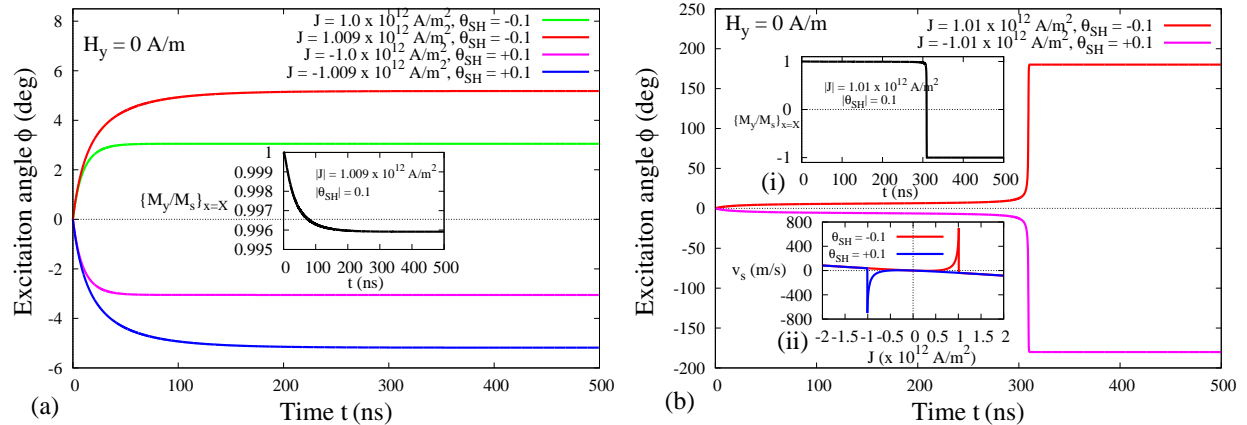 H_y = 0 A/m
J = 1.0 x 10^12 A/m^2, θ_SH = -0.1
J = 1.009 x 10^12 A/m^2, θ_SH = -0.1
J = -1.0 x 10^12 A/m^2, θ_SH = +0.1
J = -1.009 x 10^12 A/m^2, θ_SH = +0.1
Excitaiton angle ϕ (deg)
8
6
4
2
0
-2
-4
-6
0 100 200 300 400 500
Time t (ns)
(a)
{M_y/M_s}_x=X
1
0.999
0.998
0.997
0.996
0.995
|J| = 1.009 x 10^12 A/m^2
|θ_SH| = 0.1
0 100 200 300 400 500
t (ns)
H_y = 0 A/m
J = 1.01 x 10^12 A/m^2, θ_SH = -0.1
J = -1.01 x 10^12 A/m^2, θ_SH = +0.1
Excitaiton angle ϕ (deg)
250
200
150
100
50
0
-50
-100
-150
-200
0 100 200 300 400 500
Time t (ns)
(b)
{M_y/M_s}_x=X
1
0
-1
|J| = 1.01 x 10^12 A/m^2
|θ_SH| = 0.1
0 100 200 300 400 500
t (ns)
(i)
v_s (m/s)
800
400
0
-400
-800
θ_SH = -0.1
θ_SH = +0.1
-2 -1.5 -1 -0.5 0 0.5 1 1.5 2
J (x 10^12 A/m^2)
(ii)